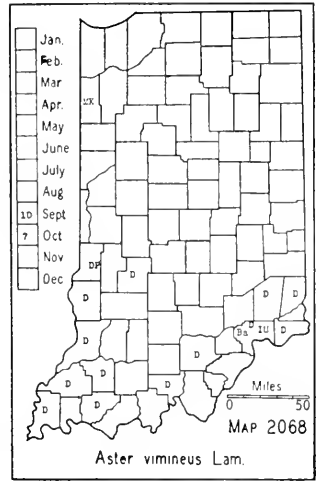 Jan.
Feb.
Mar
Apr.
May
June
July
Aug
10 Sept
7 Oct
Nov
Dec
DP
D
D
D
D
D
D
Ba
D
IU
D
D
D
D
D
D
D
Miles
0
50
MAP 2068
Aster vimineus Lam.